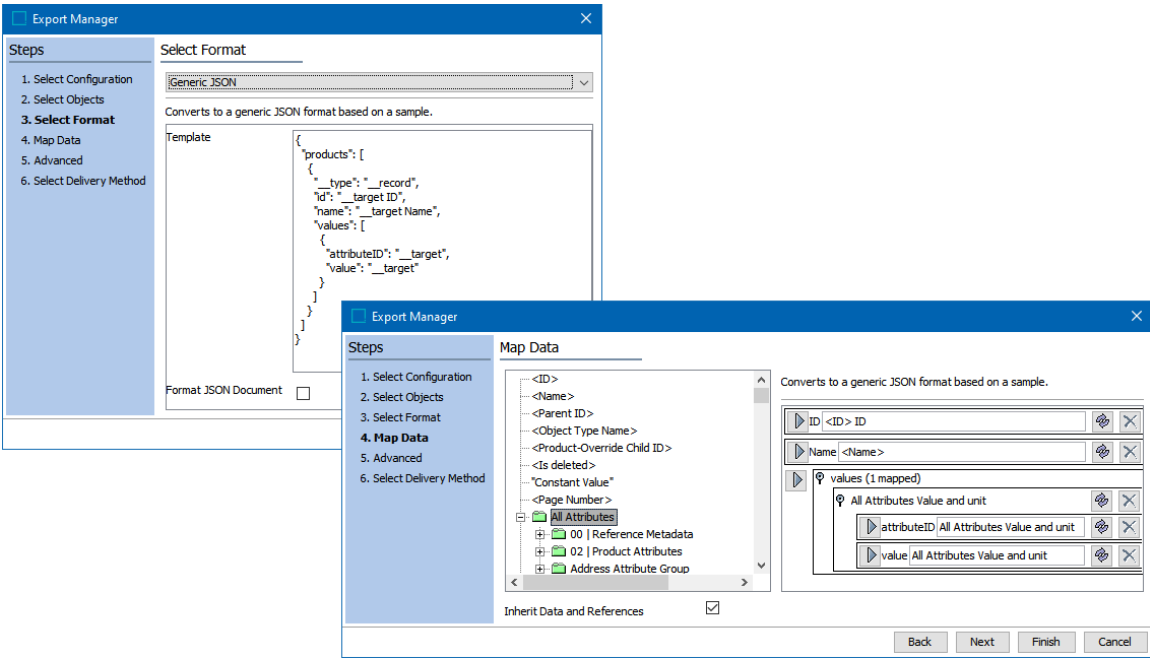 Export Manager
Steps
1. Select Configuration
2. Select Objects
3. Select Format
4. Map Data
5. Advanced
6. Select Delivery Method
Select Format
Generic JSON
Converts to a generic JSON format based on a sample.
Template
{
"products": [
{
"__type": "__record",
"id": "__target ID",
"name": "__target Name",
"values": [
{
"attributeID": "__target",
"value": "__target"
}
]
}
]
}
Format JSON Document
Export Manager
Steps
1. Select Configuration
2. Select Objects
3. Select Format
4. Map Data
5. Advanced
6. Select Delivery Method
Map Data
<ID>
<Name>
<Parent ID>
<Object Type Name>
<Product-Override Child ID>
<Is deleted>
"Constant Value"
<Page Number>
All Attributes
00 | Reference Metadata
02 | Product Attributes
Address Attribute Group
Inherit Data and References
Converts to a generic JSON format based on a sample.
ID <ID> ID
Name <Name>
values (1 mapped)
All Attributes Value and unit
attributeID All Attributes Value and unit
value All Attributes Value and unit
Back Next Finish Cancel